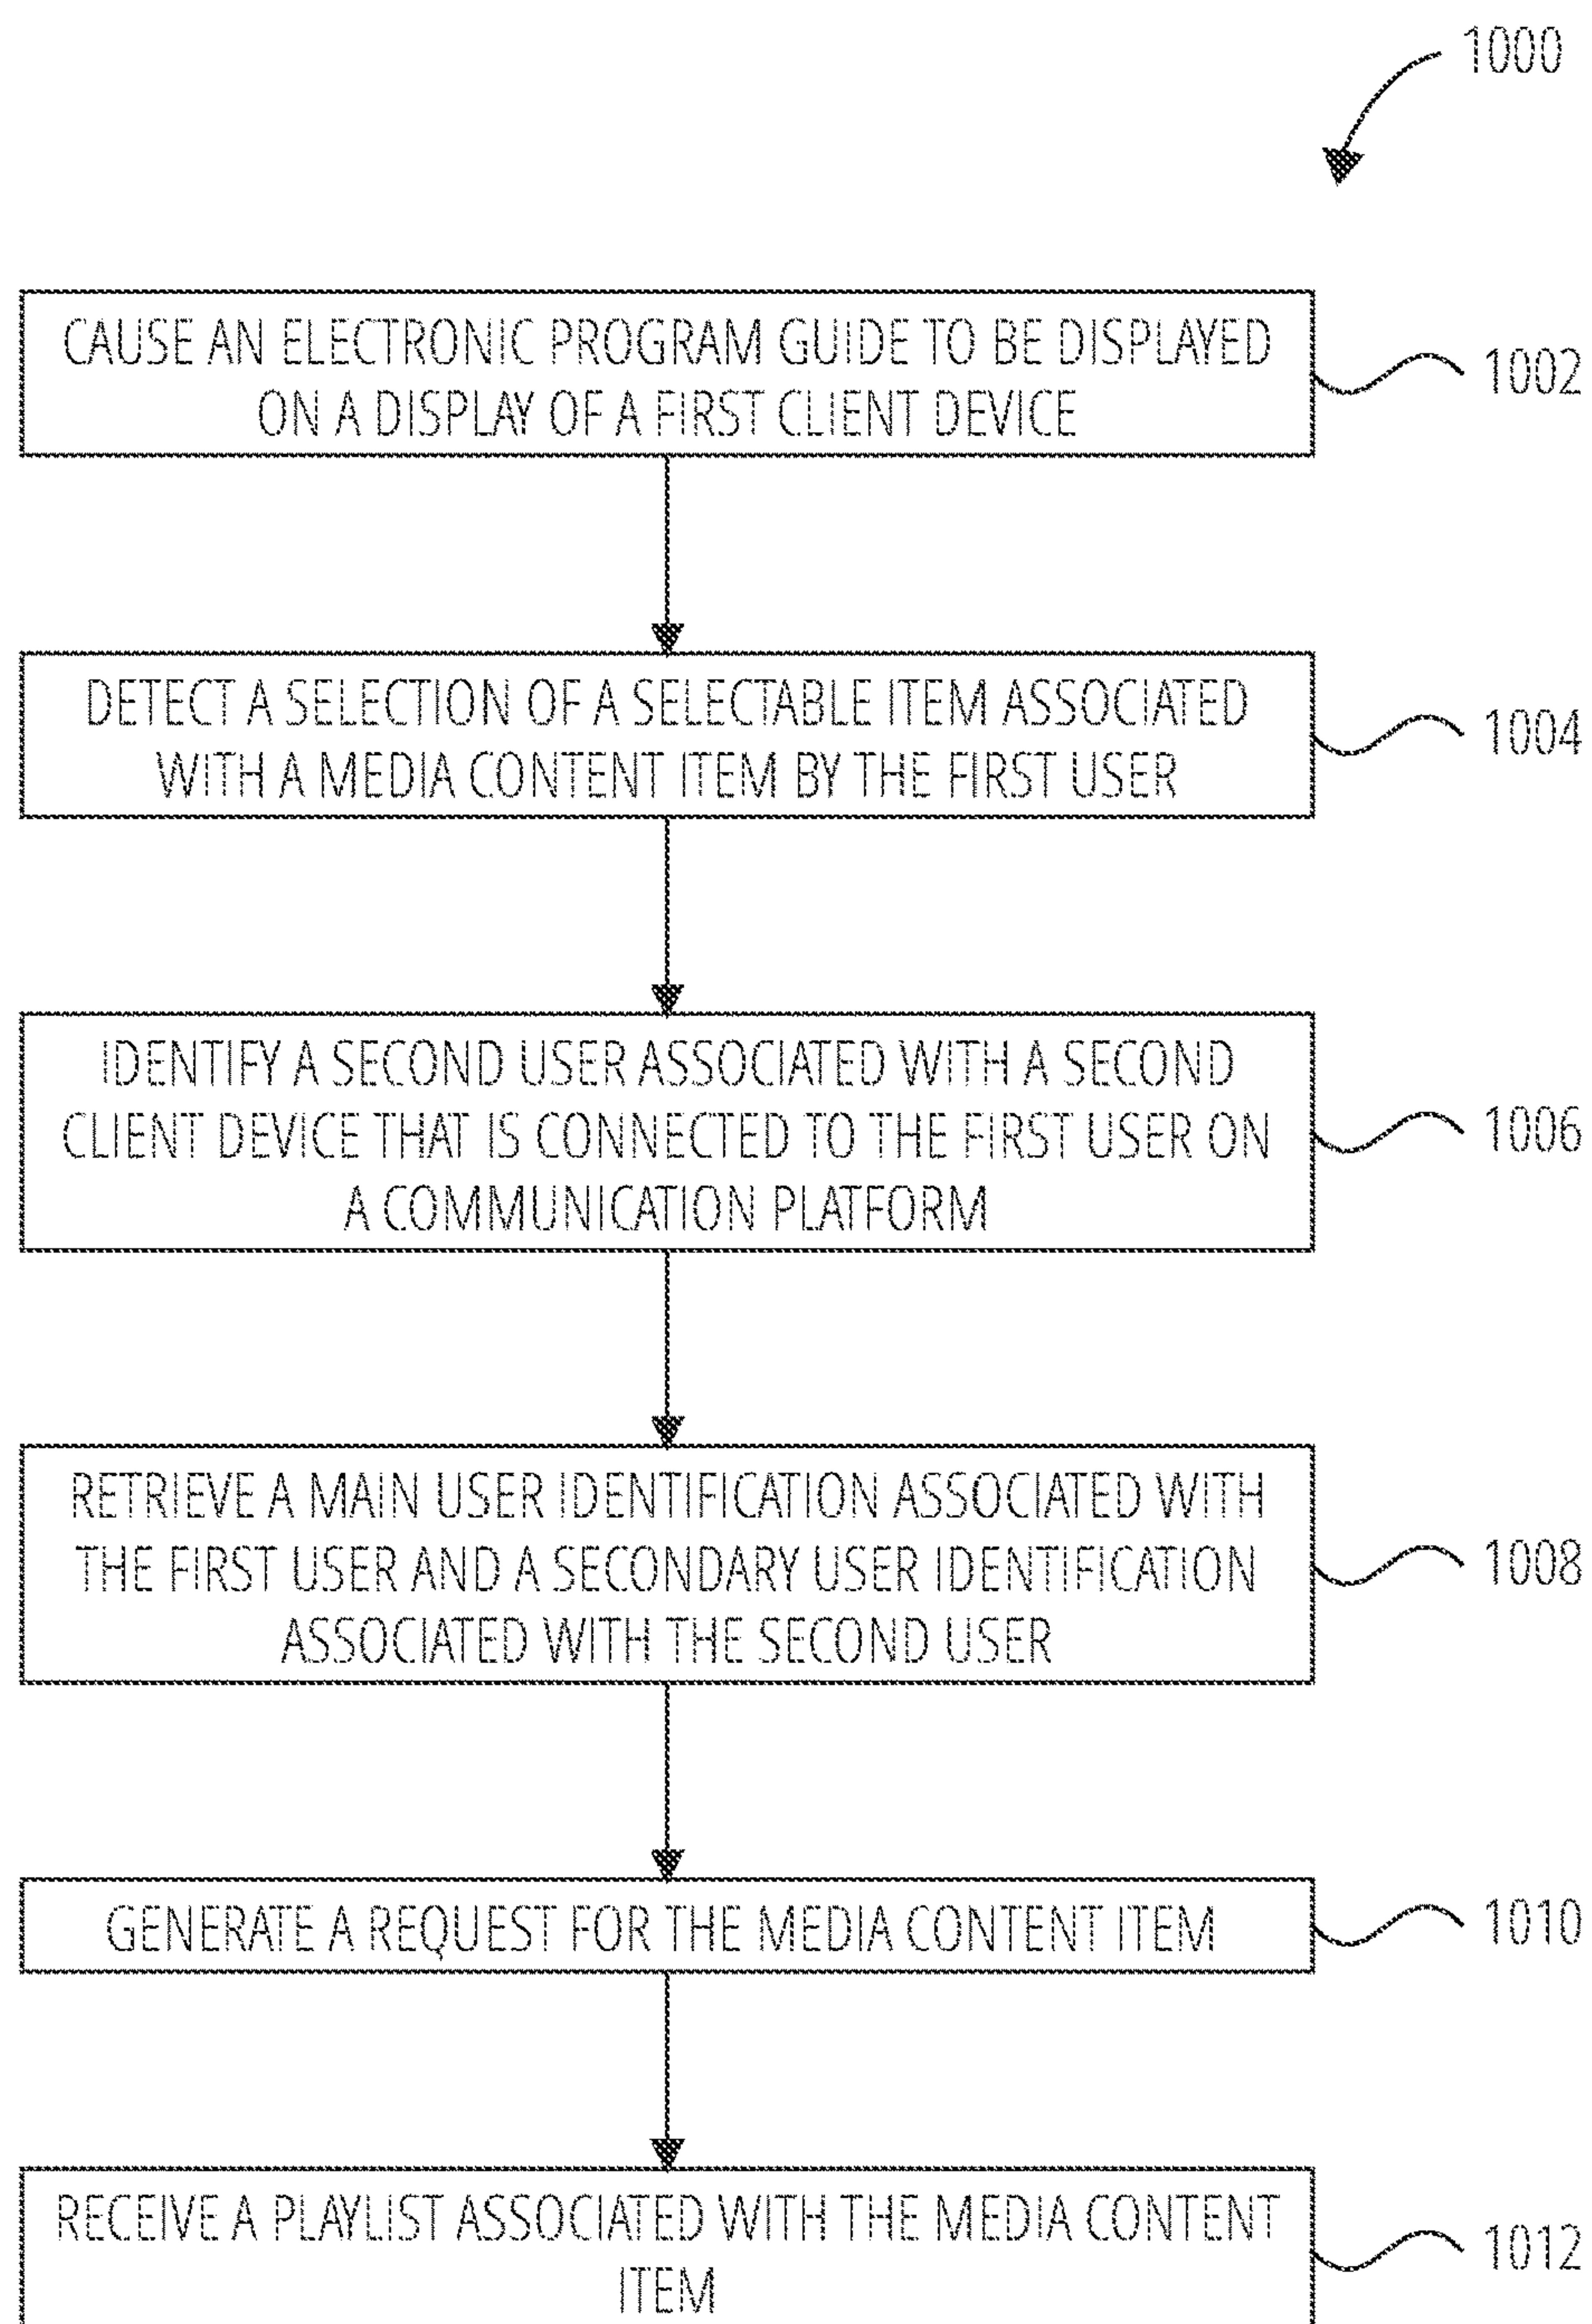 1000
CAUSE AN ELECTRONIC PROGRAM GUIDE TO BE DISPLAYED
ON A DISPLAY OF A FIRST CLIENT DEVICE
1002
DETECT A SELECTION OF A SELECTABLE ITEM ASSOCIATED
WITH A MEDIA CONTENT ITEM BY THE FIRST USER
1004
IDENTIFY A SECOND USER ASSOCIATED WITH A SECOND
CLIENT DEVICE THAT IS CONNECTED TO THE FIRST USER ON
A COMMUNICATION PLATFORM
1006
RETRIEVE A MAIN USER IDENTIFICATION ASSOCIATED WITH
THE FIRST USER AND A SECONDARY USER IDENTIFICATION
ASSOCIATED WITH THE SECOND USER
1008
GENERATE A REQUEST FOR THE MEDIA CONTENT ITEM
1010
RECEIVE A PLAYLIST ASSOCIATED WITH THE MEDIA CONTENT
ITEM
1012